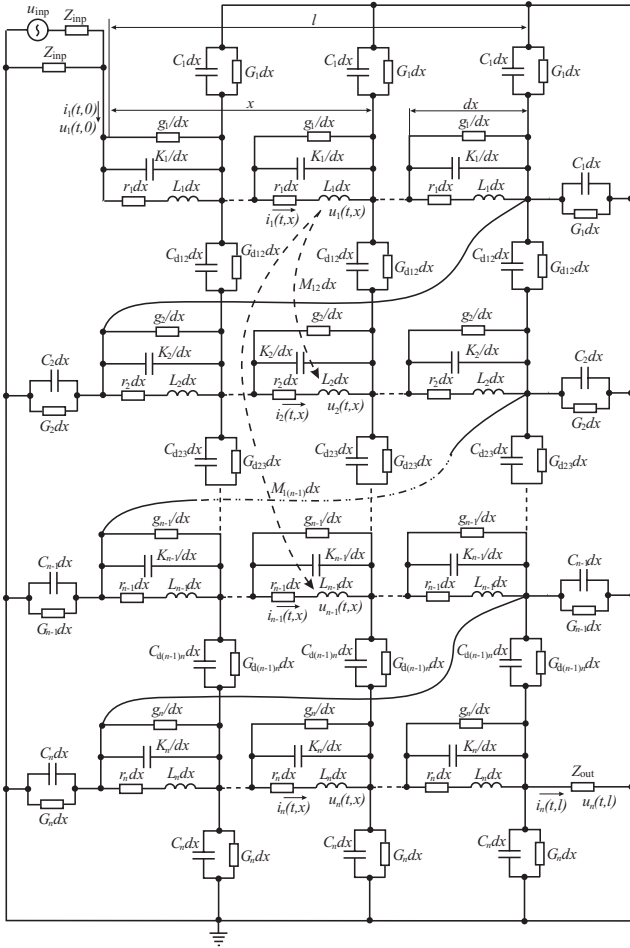 u_inp
Z_inp
l
Z_inp
C_1dx
G_1dx
C_1dx
G_1dx
C_1dx
G_1dx
i_1(t,0)
u_1(t,0)
x
dx
g_1/dx
g_1/dx
g_1/dx
K_1/dx
K_1/dx
K_1/dx
C_1dx
r_1dx
L_1dx
r_1dx
L_1dx
r_1dx
L_1dx
G_1dx
i_1(t,x)
u_1(t,x)
C_d12dx
G_d12dx
C_d12dx
G_d12dx
C_d12dx
G_d12dx
M_12dx
g_2/dx
g_2/dx
g_2/dx
C_2dx
K_2/dx
K_2/dx
K_2/dx
C_2dx
r_2dx
L_2dx
r_2dx
L_2dx
r_2dx
L_2dx
G_2dx
i_2(t,x)
u_2(t,x)
G_2dx
C_d23dx
G_d23dx
C_d23dx
G_d23dx
C_d23dx
G_d23dx
M_1(n-1)dx
g_n-1/dx
g_n-1/dx
g_n-1/dx
C_n-1dx
K_n-1/dx
K_n-1/dx
K_n-1/dx
C_n-1dx
r_n-1dx
L_n-1dx
r_n-1dx
L_n-1dx
r_n-1dx
L_n-1dx
G_n-1dx
i_n-1(t,x)
u_n-1(t,x)
G_n-1dx
C_d(n-1)ndx
G_d(n-1)ndx
C_d(n-1)ndx
G_d(n-1)ndx
C_d(n-1)ndx
G_d(n-1)ndx
g_n/dx
g_n/dx
g_n/dx
C_ndx
K_n/dx
K_n/dx
K_n/dx
r_ndx
L_ndx
r_ndx
L_ndx
r_ndx
L_ndx
Z_out
G_ndx
i_n(t,x)
u_n(t,x)
i_n(t,l)
u_n(t,l)
C_ndx
G_ndx
C_ndx
G_ndx
C_ndx
G_ndx